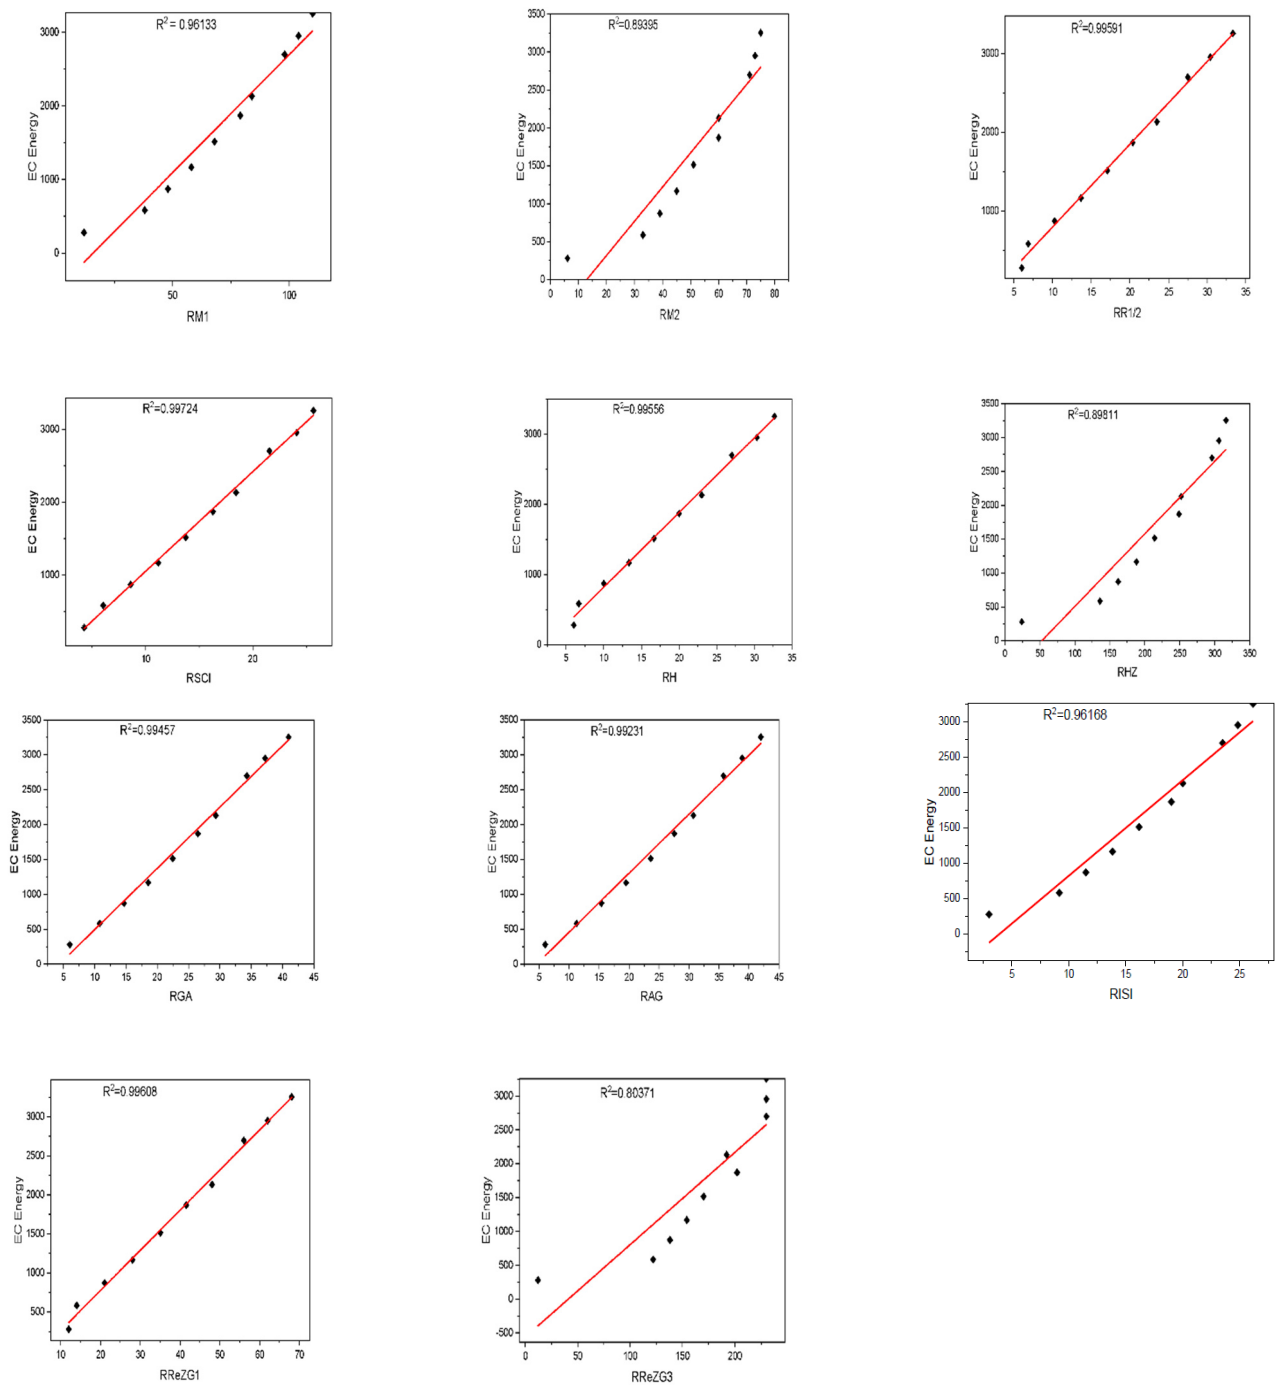 R² = 0.96133
3000
2000
1000
0
EC Energy
50 100
RM1
R²=0.89395
3500
3000
2500
2000
1500
1000
500
0
EC Energy
0 10 20 30 40 50 60 70 80
RM2
R²=0.99591
3000
2000
1000
EC Energy
5 10 15 20 25 30 35
RR1/2
R²=0.99724
3000
2000
1000
EC Energy
10 20
RSCI
R²=0.99556
3000
2000
1000
0
EC Energy
5 10 15 20 25 30 35
RH
R²=0.89811
3500
3000
2500
2000
1500
1000
500
0
EC Energy
0 50 100 150 200 250 300 350
RHZ
R²=0.99457
3500
3000
2500
2000
1500
1000
500
0
EC Energy
5 10 15 20 25 30 35 40 45
RGA
R²=0.99231
3500
3000
2500
2000
1500
1000
500
0
EC Energy
5 10 15 20 25 30 35 40 45
RAG
R²=0.96168
3000
2500
2000
1500
1000
500
0
EC Energy
5 10 15 20 25
RISI
R²=0.99608
3000
2500
2000
1500
1000
500
EC Energy
10 20 30 40 50 60 70
RReZG1
R²=0.80371
3000
2500
2000
1500
1000
500
0
-500
EC Energy
0 50 100 150 200
RReZG3